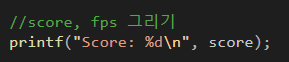 //score, fps 그리기
printf("Score: %d\n", score);